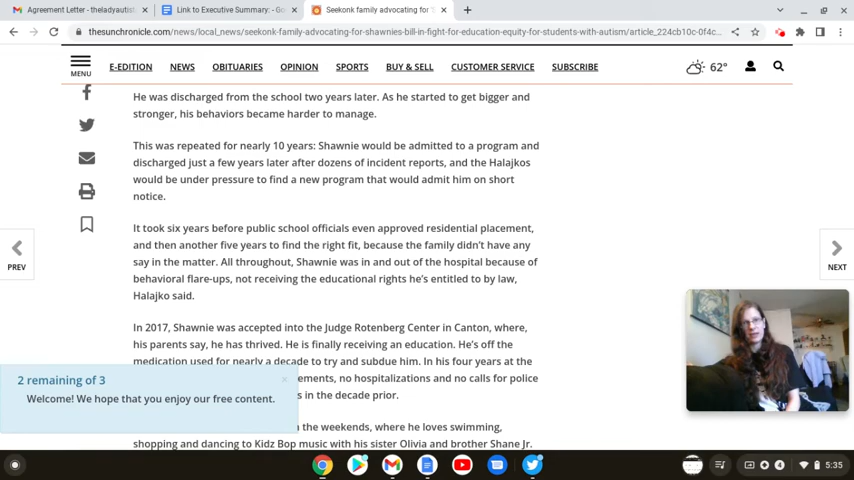 Agreement Letter - theladyautist
Link to Executive Summary: - Go
Seekonk family advocating for 'S
thesunchronicle.com/news/local_news/seekonk-family-advocating-for-shawnies-bill-in-fight-for-education-equity-for-students-with-autism/article_224cb10c-0f4c...
MENU
E-EDITION NEWS OBITUARIES OPINION SPORTS BUY & SELL CUSTOMER SERVICE SUBSCRIBE 62°
He was discharged from the school two years later. As he started to get bigger and
stronger, his behaviors became harder to manage.
This was repeated for nearly 10 years: Shawnie would be admitted to a program and
discharged just a few years later after dozens of incident reports, and the Halajkos
would be under pressure to find a new program that would admit him on short
notice.
It took six years before public school officials even approved residential placement,
and then another five years to find the right fit, because the family didn't have any
say in the matter. All throughout, Shawnie was in and out of the hospital because of
behavioral flare-ups, not receiving the educational rights he's entitled to by law,
Halajko said.
PREV
NEXT
In 2017, Shawnie was accepted into the Judge Rotenberg Center in Canton, where,
his parents say, he has thrived. He is finally receiving an education. He's off the
medication used for nearly a decade to try and subdue him. In his four years at the
ements, no hospitalizations and no calls for police
s in the decade prior.
n the weekends, where he loves swimming,
shopping and dancing to Kidz Bop music with his sister Olivia and brother Shane Jr.
2 remaining of 3
Welcome! We hope that you enjoy our free content.
4
5:35